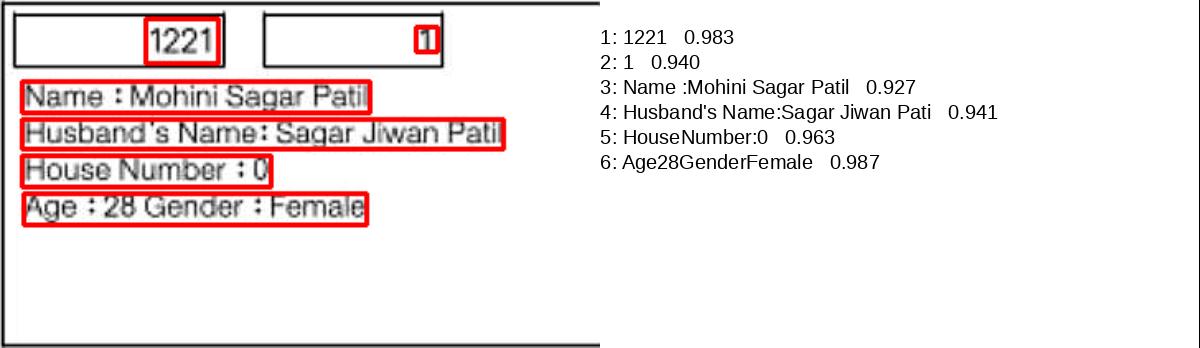 1221 1
Name : Mohini Sagar Patil
Husband's Name: Sagar Jiwan Patil
House Number : 0
Age : 28 Gender : Female
1: 1221 0.983
2: 1 0.940
3: Name :Mohini Sagar Patil 0.927
4: Husband's Name:Sagar Jiwan Pati 0.941
5: HouseNumber:0 0.963
6: Age28GenderFemale 0.987